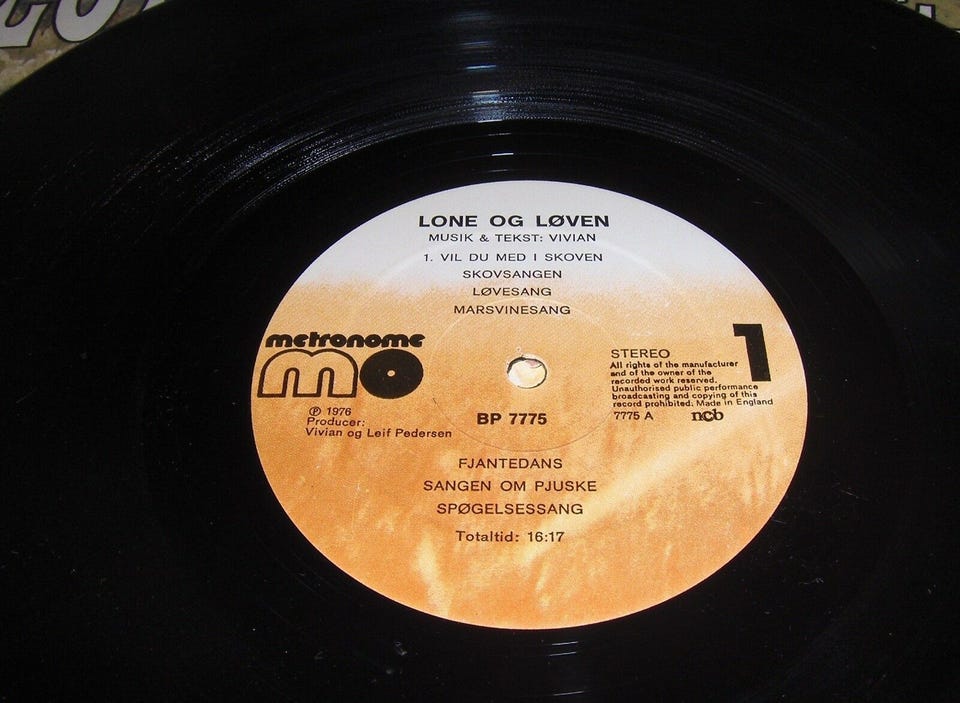 LONE OG LØVEN
MUSIK & TEKST: VIVIAN
1. VIL DU MED I SKOVEN
SKOVSANGEN
LØVESANG
MARSVINESANG
metronome
mo
℗ 1976
Producer:
Vivian og Leif Pedersen
BP 7775
STEREO
1
All rights of the manufacturer
and of the owner of the
recorded work reserved.
Unauthorised public performance
broadcasting and copying of this
record prohibited. Made in England
7775 A
ncb
FJANTEDANS
SANGEN OM PJUSKE
SPØGELSESSANG
Totaltid: 16:17